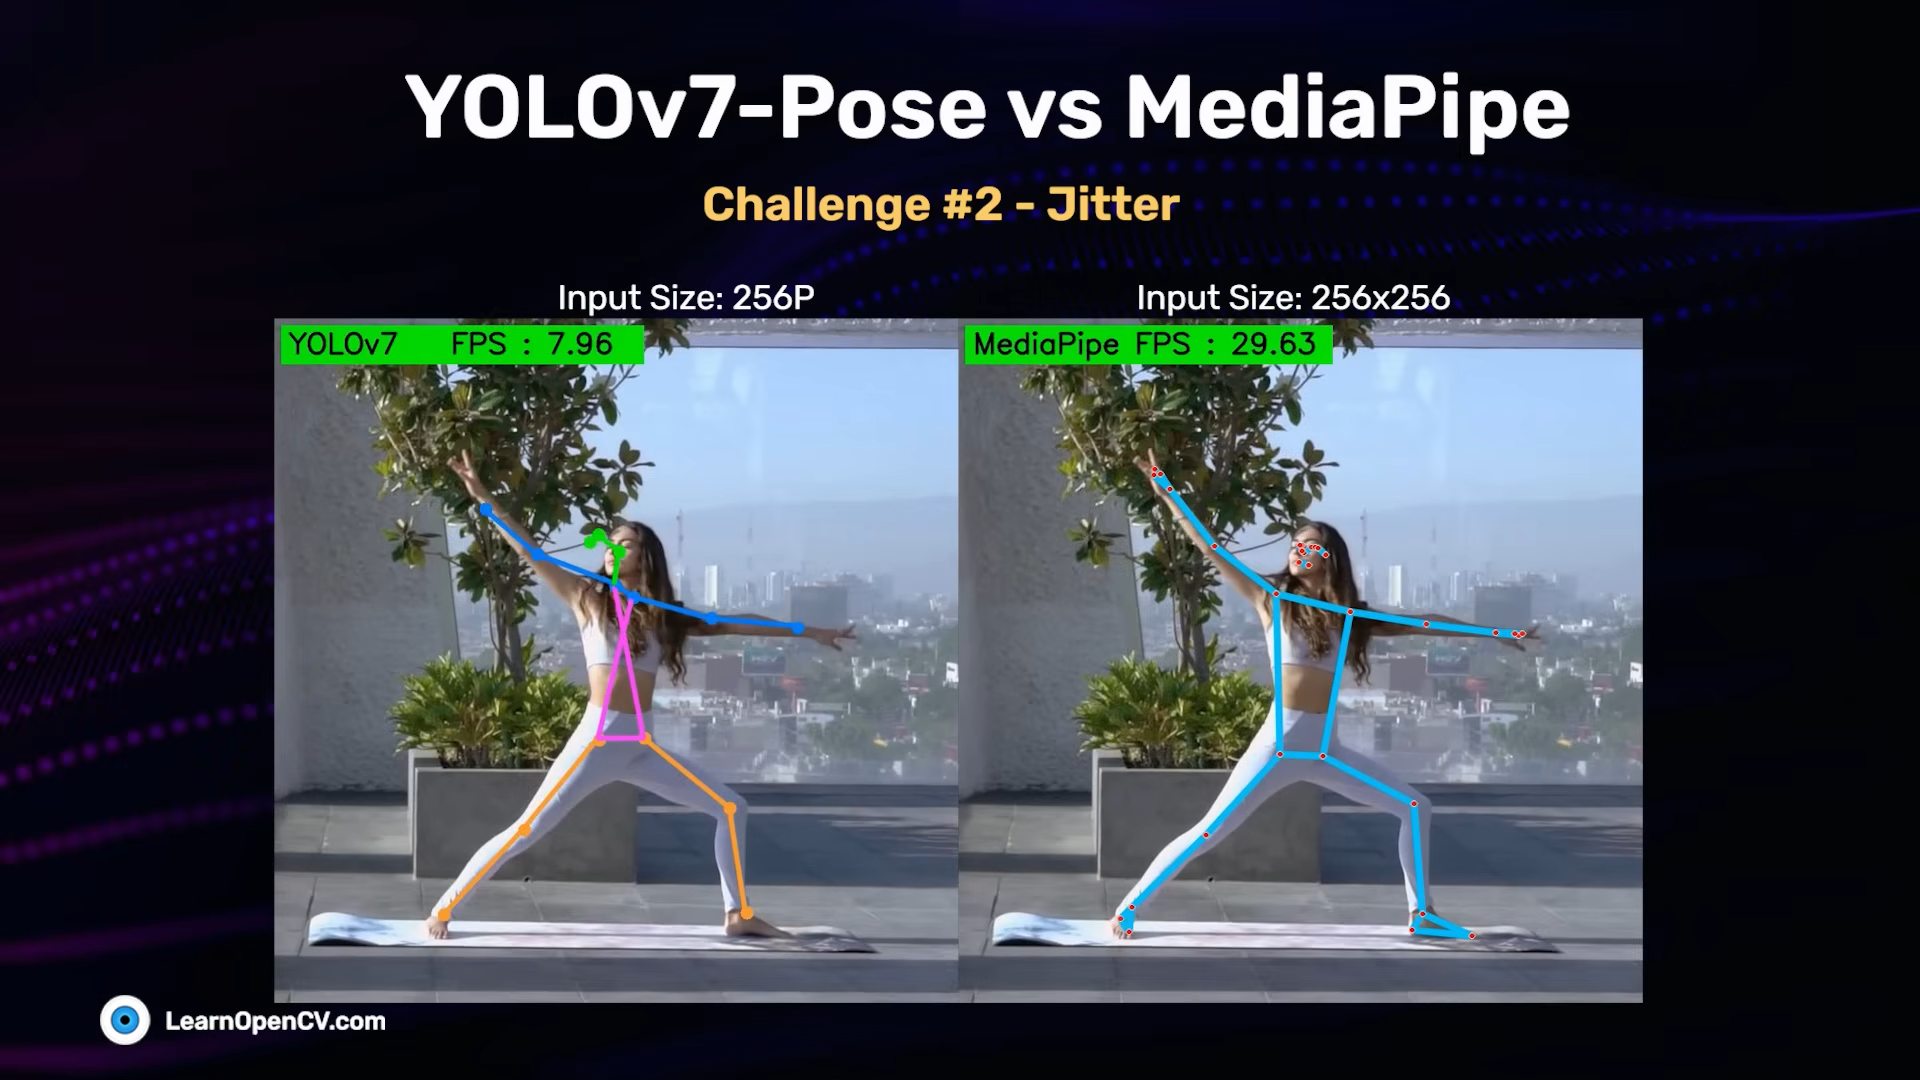 YOLOv7-Pose vs MediaPipe
Challenge #2 - Jitter
Input Size: 256P
Input Size: 256x256
YOLOv7 FPS : 7.96
MediaPipe FPS : 29.63
LearnOpenCV.com